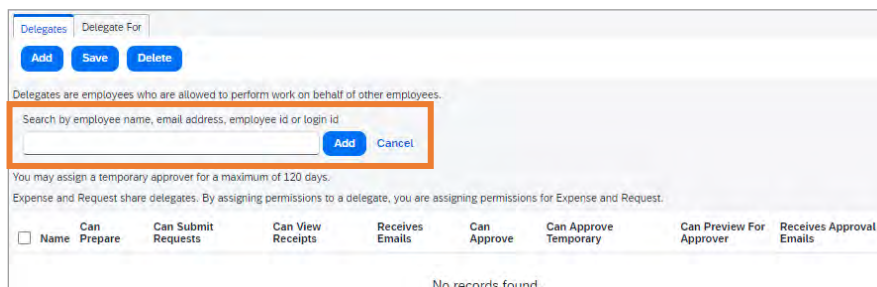 Delegates Delegate For
Add Save Delete
Delegates are employees who are allowed to perform work on behalf of other employees.
Search by employee name, email address, employee id or login id
Add Cancel
You may assign a temporary approver for a maximum of 120 days.
Expense and Request share delegates. By assigning permissions to a delegate, you are assigning permissions for Expense and Request.
Name Can Prepare Can Submit Requests Can View Receipts Receives Emails Can Approve Can Approve Temporary Can Preview For Approver Receives Approval Emails
No records found